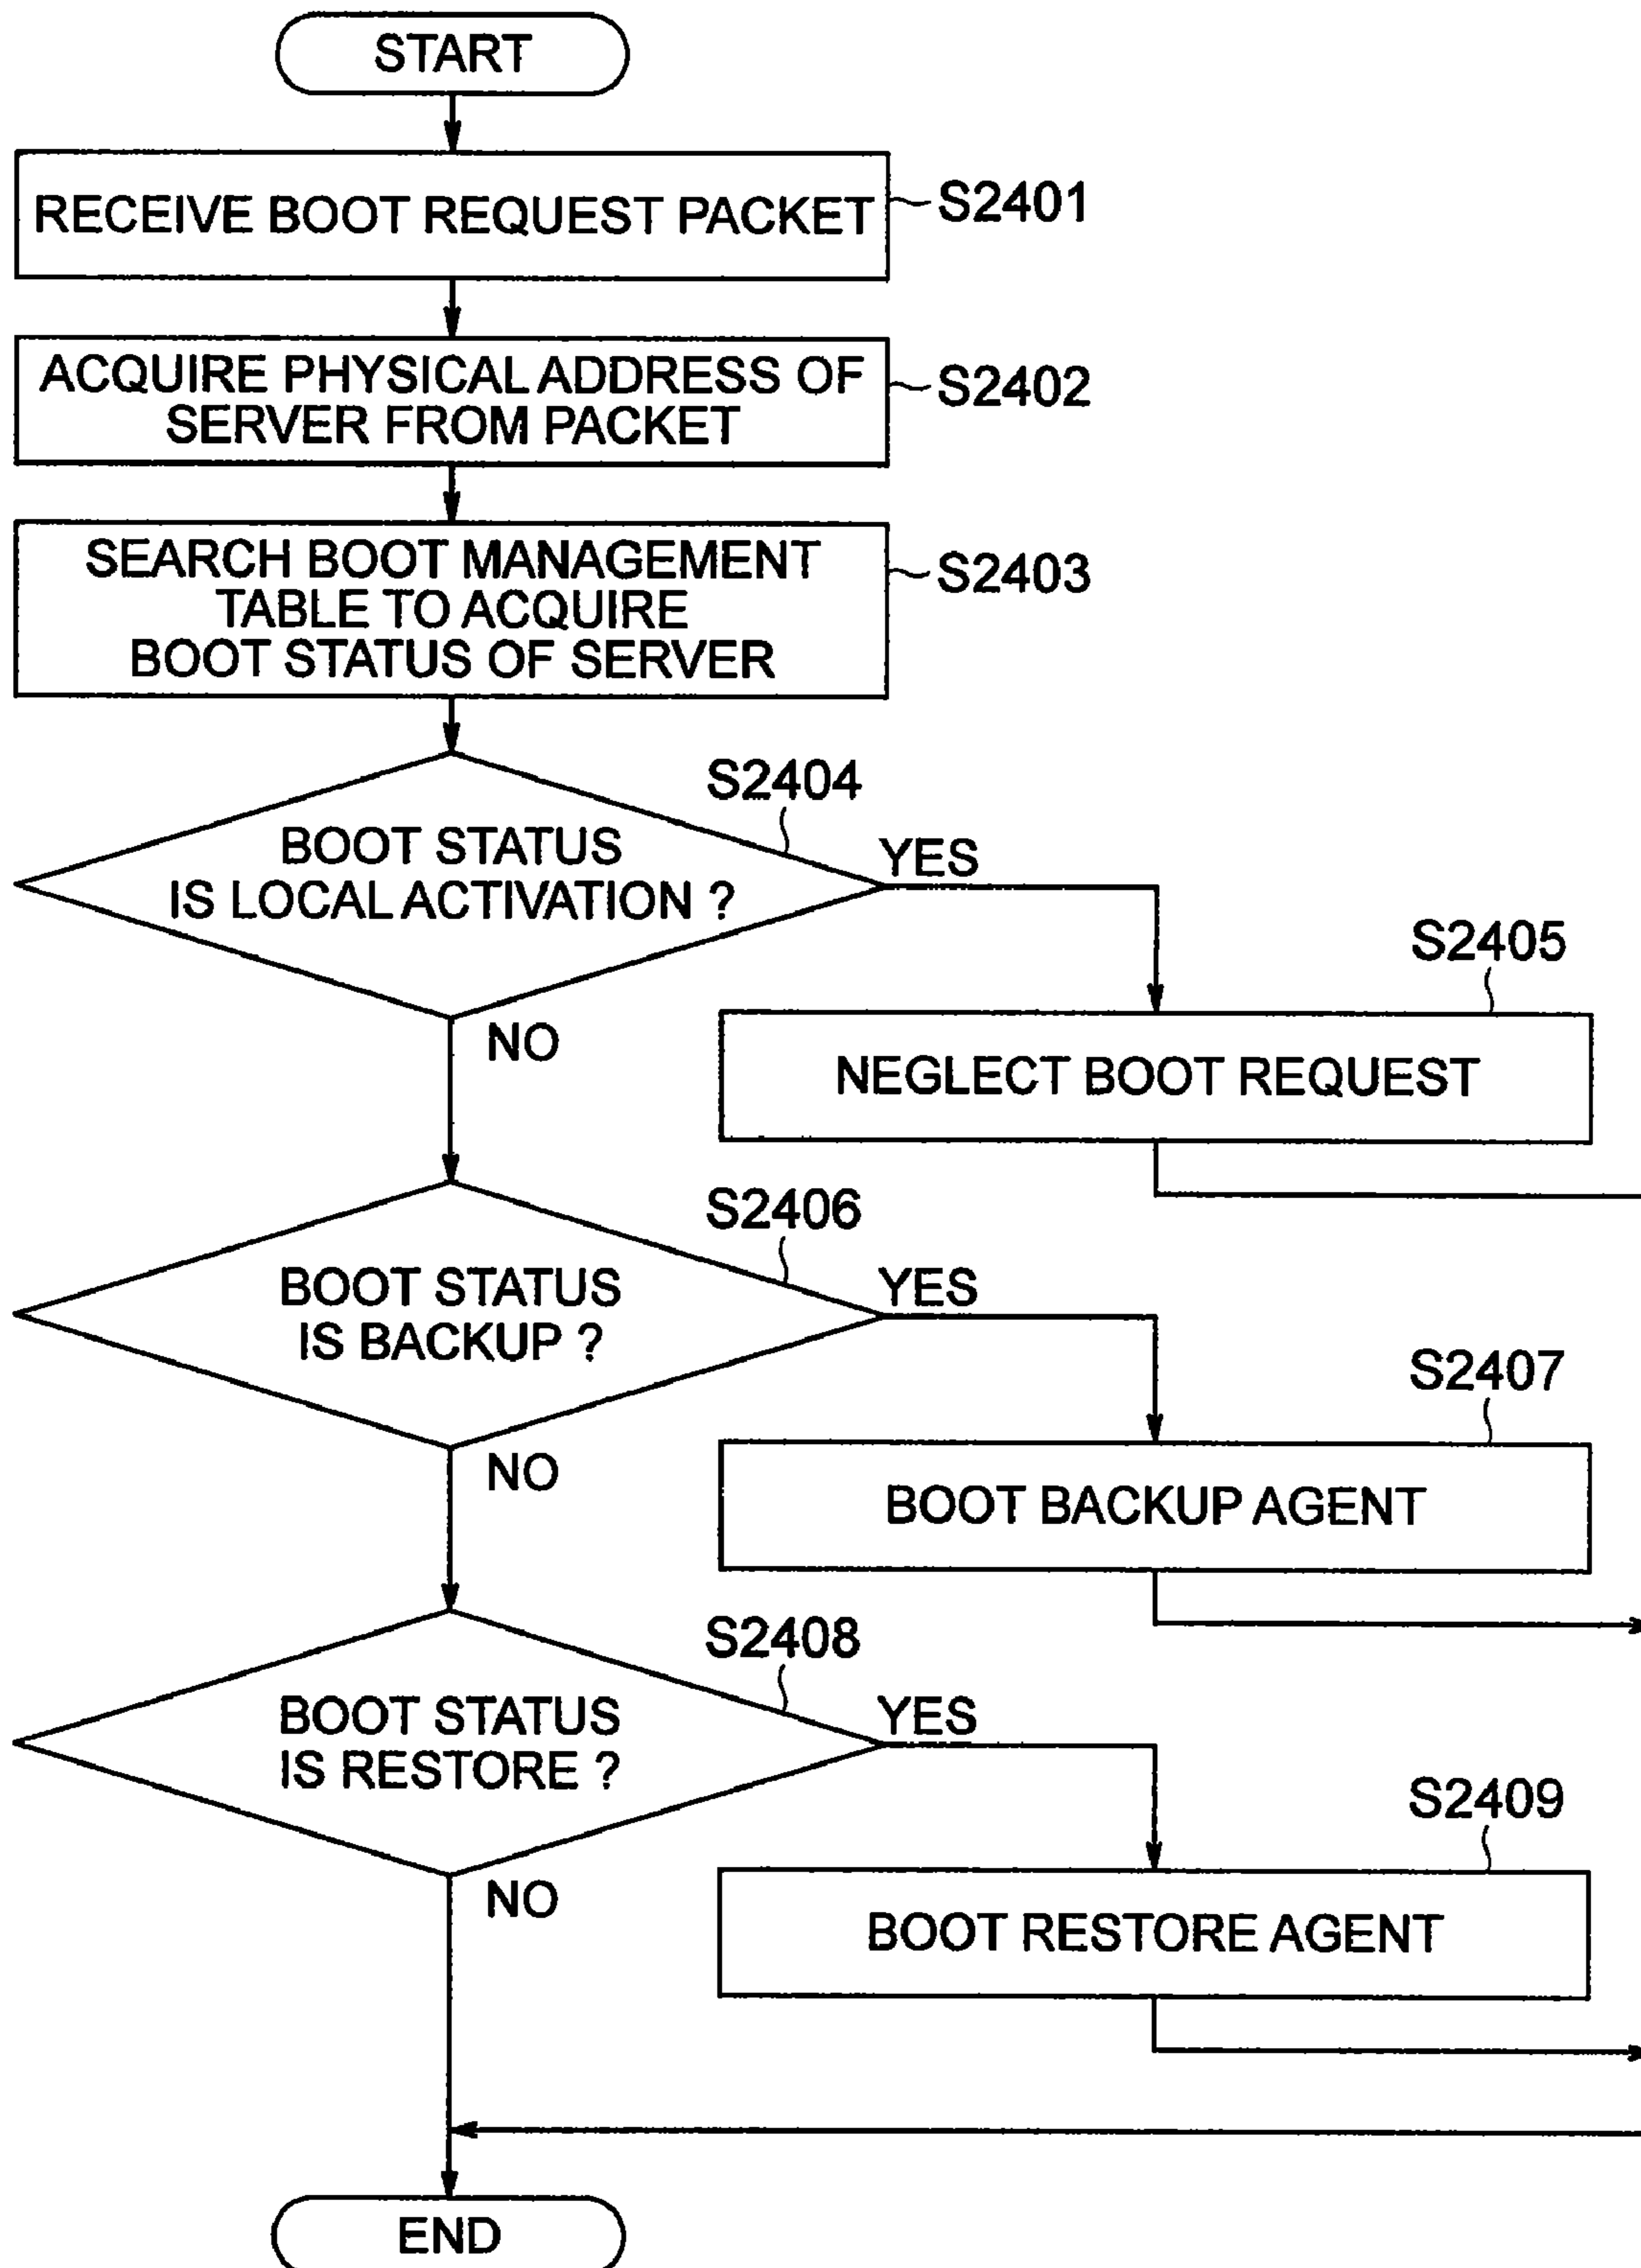 START
RECEIVE BOOT REQUEST PACKET
S2401
ACQUIRE PHYSICAL ADDRESS OF
SERVER FROM PACKET
S2402
SEARCH BOOT MANAGEMENT
TABLE TO ACQUIRE
BOOT STATUS OF SERVER
S2403
S2404
BOOT STATUS
IS LOCAL ACTIVATION ?
YES
NO
S2405
NEGLECT BOOT REQUEST
S2406
BOOT STATUS
IS BACKUP ?
YES
NO
S2407
BOOT BACKUP AGENT
S2408
BOOT STATUS
IS RESTORE ?
YES
NO
S2409
BOOT RESTORE AGENT
END